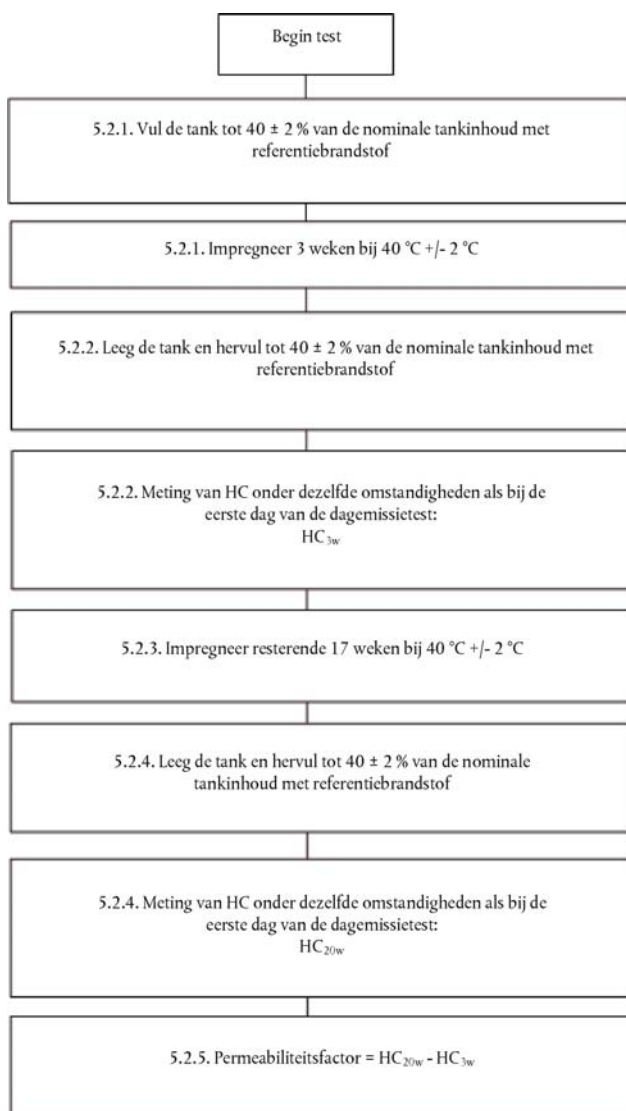 Begin test
5.2.1. Vul de tank tot 40 ± 2 % van de nominale tankinhoud met
referentiebrandstof
5.2.1. Impregneer 3 weken bij 40 °C +/- 2 °C
5.2.2. Leeg de tank en hervul tot 40 ± 2 % van de nominale tankinhoud met
referentiebrandstof
5.2.2. Meting van HC onder dezelfde omstandigheden als bij de
eerste dag van de dagemissietest:
HC3w
5.2.3. Impregneer resterende 17 weken bij 40 °C +/- 2 °C
5.2.4. Leeg de tank en hervul tot 40 ± 2 % van de nominale
tankinhoud met referentiebrandstof
5.2.4. Meting van HC onder dezelfde omstandigheden als bij de
eerste dag van de dagemissietest:
HC20w
5.2.5. Permeabiliteitsfactor = HC20w - HC3w